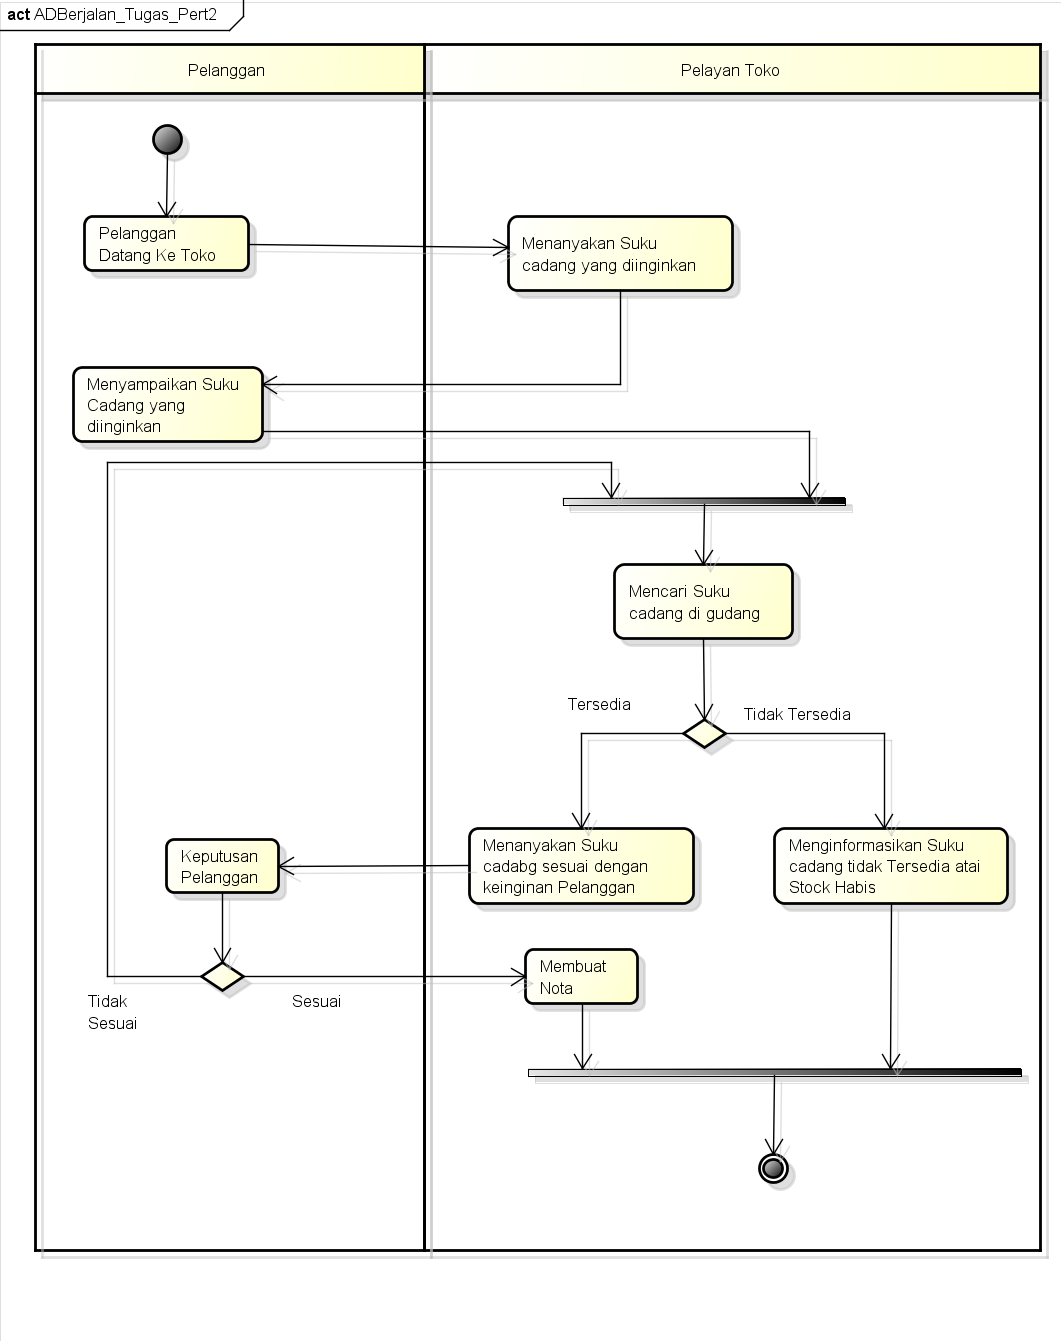 act ADBerjalan_Tugas_Pert2
Pelanggan
Pelayan Toko
Pelanggan
Datang Ke Toko
Menanyakan Suku
cadang yang diinginkan
Menyampaikan Suku
Cadang yang
diinginkan
Mencari Suku
cadang di gudang
Tersedia
Tidak Tersedia
Menanyakan Suku
cadabg sesuai dengan
keinginan Pelanggan
Menginformasikan Suku
cadang tidak Tersedia atai
Stock Habis
Keputusan
Pelanggan
Membuat
Nota
Tidak
Sesuai
Sesuai